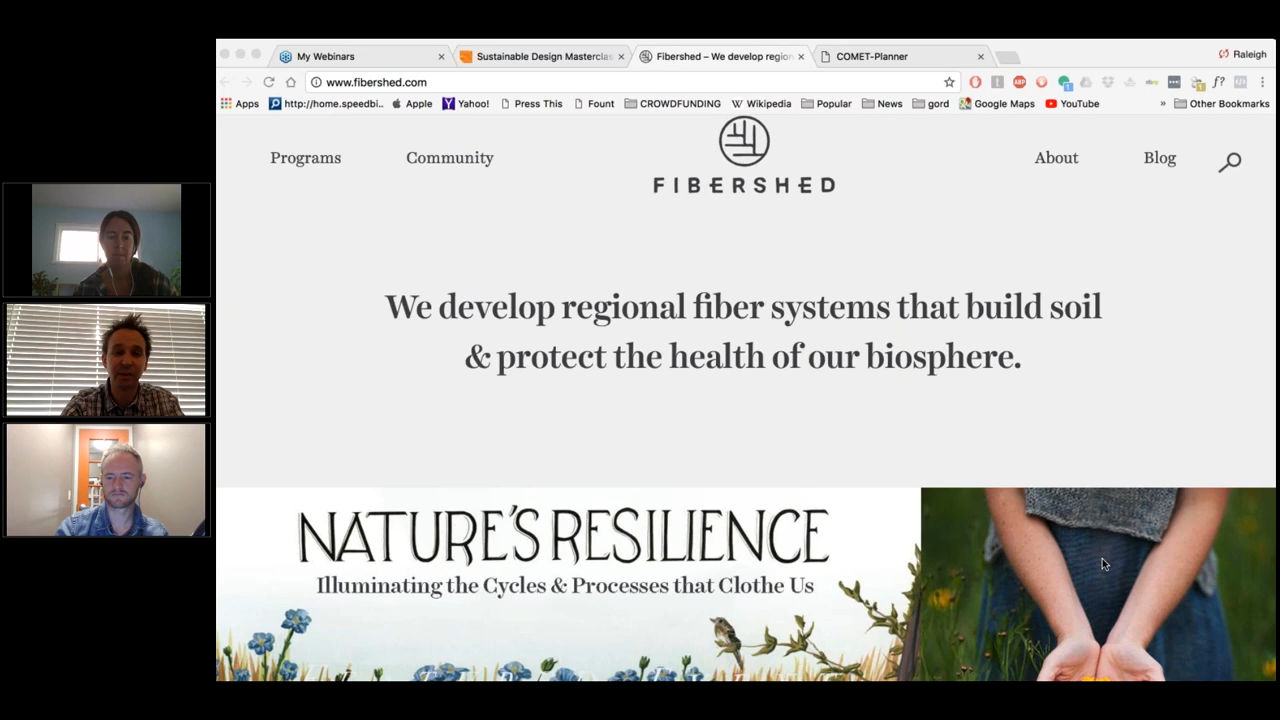 My Webinars
Sustainable Design Mastercla
Fibershed – We develop region
COMET-Planner
Raleigh
www.fibershed.com
ABP
ebay
f?
Apps
http://home.speedbi...
Apple
Yahoo!
Press This
Fount
CROWDFUNDING
Wikipedia
Popular
News
gord
Google Maps
YouTube
»
Other Bookmarks
Programs
Community
FIBERSHED
About
Blog
We develop regional fiber systems that build soil
& protect the health of our biosphere.
NATURE'S RESILIENCE
Illuminating the Cycles & Processes that Clothe Us